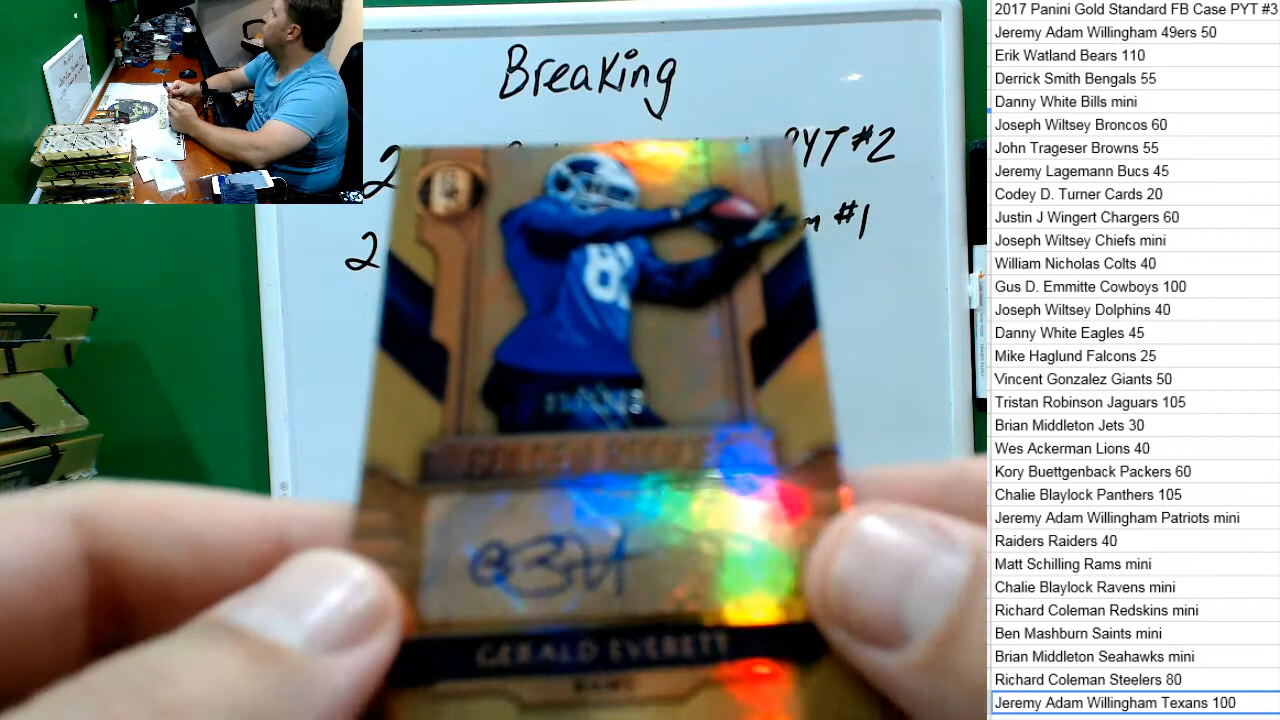 Breaking
2
PYT #2
2
#1
81
RAMS
GERALD EVERETT
RAMS
2017 Panini Gold Standard FB Case PYT #3
Jeremy Adam Willingham 49ers 50
Erik Watland Bears 110
Derrick Smith Bengals 55
Danny White Bills mini
Joseph Wiltsey Broncos 60
John Trageser Browns 55
Jeremy Lagemann Bucs 45
Codey D. Turner Cards 20
Justin J Wingert Chargers 60
Joseph Wiltsey Chiefs mini
William Nicholas Colts 40
Gus D. Emmitte Cowboys 100
Joseph Wiltsey Dolphins 40
Danny White Eagles 45
Mike Haglund Falcons 25
Vincent Gonzalez Giants 50
Tristan Robinson Jaguars 105
Brian Middleton Jets 30
Wes Ackerman Lions 40
Kory Buettgenback Packers 60
Chalie Blaylock Panthers 105
Jeremy Adam Willingham Patriots mini
Raiders Raiders 40
Matt Schilling Rams mini
Chalie Blaylock Ravens mini
Richard Coleman Redskins mini
Ben Mashburn Saints mini
Brian Middleton Seahawks mini
Richard Coleman Steelers 80
Jeremy Adam Willingham Texans 100